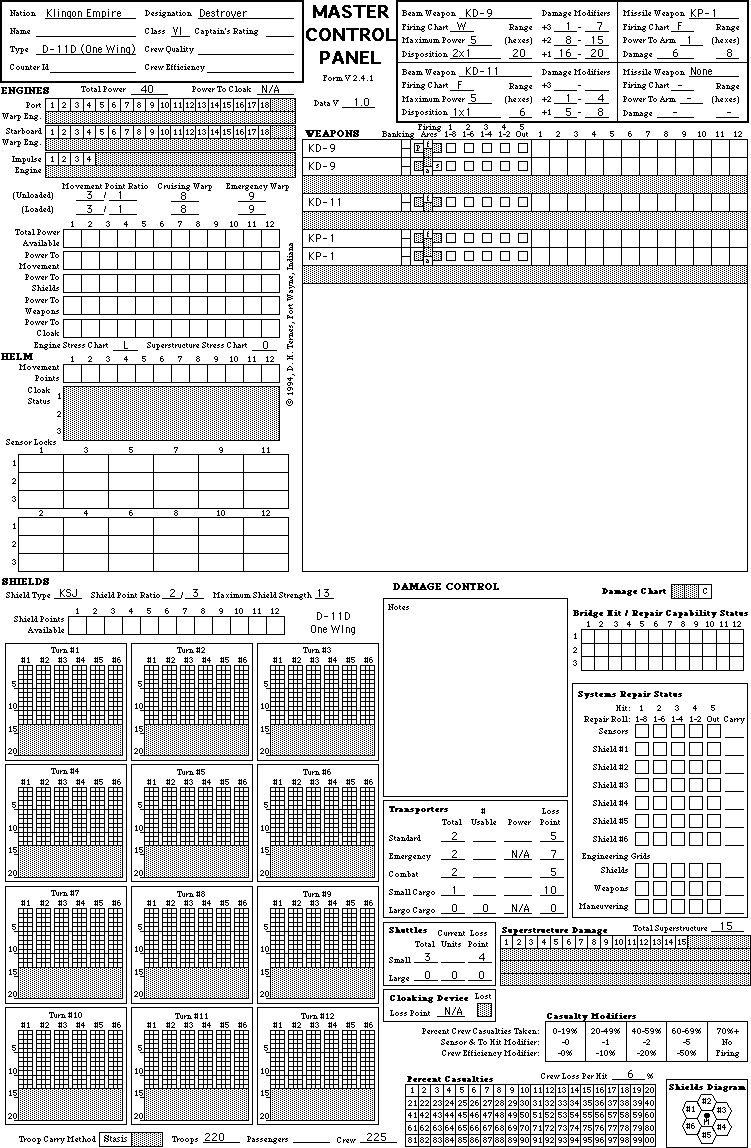 Nation Klingon Empire Designation Destroyer
Name Class VI Captain's Rating
Type D-11D (One Wing) Crew Quality
Counter Id Crew Efficiency
MASTER
CONTROL
PANEL
Form V 2.4.1
Data V 1.0
Beam Weapon KD-9 Damage Modifiers
Firing Chart W Range +3 1 - 7
Maximum Power 5 (hexes) +2 8 - 15
Disposition 2x1 20 +1 16 - 20
Missile Weapon KP-1
Firing Chart F Range
Power To Arm 1 (hexes)
Damage 6 8
Beam Weapon KD-11 Damage Modifiers
Firing Chart F Range +3 -
Maximum Power 5 (hexes) +2 1 - 4
Disposition 1x1 6 +1 5 - 8
Missile Weapon None
Firing Chart - Range
Power To Arm - (hexes)
Damage - -
ENGINES Total Power 40 Power To Cloak N/A
Port Warp Eng. 1 2 3 4 5 6 7 8 9 10 11 12 13 14 15 16 17 18
Starboard Warp Eng. 1 2 3 4 5 6 7 8 9 10 11 12 13 14 15 16 17 18
Impulse Engine 1 2 3 4
Movement Point Ratio Cruising Warp Emergency Warp
(Unloaded) 3 / 1 8 9
(Loaded) 3 / 1 8 9
1 2 3 4 5 6 7 8 9 10 11 12
Total Power Available
Power To Movement
Power To Shields
Power To Weapons
Power To Cloak
Engine Stress Chart L Superstructure Stress Chart O
© 1994, D. H. Ternes, Fort Wayne, Indiana
HELM
1 2 3 4 5 6 7 8 9 10 11 12
Movement Points
Cloak Status 1
2
3
Sensor Locks
1 3 5 7 9 11
1
2
3
2 4 6 8 10 12
1
2
3
WEAPONS Banking Firing Arcs 1 1-8 2 1-6 3 1-4 4 1-2 5 Out 1 2 3 4 5 6 7 8 9 10 11 12
KD-9 p f
KD-9 s a
KD-11 f
KP-1 f
KP-1 a
SHIELDS
Shield Type KSJ Shield Point Ratio 2 / 3 Maximum Shield Strength 13
1 2 3 4 5 6 7 8 9 10 11 12
Shield Points Available
D-11D
One Wing
Turn #1 Turn #2 Turn #3
#1 #2 #3 #4 #5 #6 #1 #2 #3 #4 #5 #6 #1 #2 #3 #4 #5 #6
5 5 5
10 10 10
15 15 15
20 20 20
Turn #4 Turn #5 Turn #6
#1 #2 #3 #4 #5 #6 #1 #2 #3 #4 #5 #6 #1 #2 #3 #4 #5 #6
5 5 5
10 10 10
15 15 15
20 20 20
Turn #7 Turn #8 Turn #9
#1 #2 #3 #4 #5 #6 #1 #2 #3 #4 #5 #6 #1 #2 #3 #4 #5 #6
5 5 5
10 10 10
15 15 15
20 20 20
Turn #10 Turn #11 Turn #12
#1 #2 #3 #4 #5 #6 #1 #2 #3 #4 #5 #6 #1 #2 #3 #4 #5 #6
5 5 5
10 10 10
15 15 15
20 20 20
Troop Carry Method Stasis Troops 220 Passengers Crew 225
DAMAGE CONTROL
Notes
Damage Chart C
Bridge Hit / Repair Capability Status
1 2 3 4 5 6 7 8 9 10 11 12
1
2
3
Systems Repair Status
Hit: 1 2 3 4 5
Repair Roll: 1-8 1-6 1-4 1-2 Out Carry
Sensors
Shield #1
Shield #2
Shield #3
Shield #4
Shield #5
Shield #6
Engineering Grids
Shields
Weapons
Maneuvering
Transporters Total # Usable Power Loss Point
Standard 2 5
Emergency 2 N/A 7
Combat 2 5
Small Cargo 1 10
Largo Cargo 0 0 N/A 0
Shuttles Total Current Units Loss Point
Small 3 4
Large 0 0 0
Cloaking Device Lost
Loss Point N/A
Superstructure Damage Total Superstructure 15
1 2 3 4 5 6 7 8 9 10 11 12 13 14 15
Casualty Modifiers
Percent Crew Casualties Taken: 0-19% 20-49% 40-59% 60-69% 70%+
Sensor & To Hit Modifier: -0 -1 -2 -5 No
Crew Efficiency Modifier: -0% -10% -20% -50% Firing
Crew Loss Per Hit 6 %
Percent Casualties
1 2 3 4 5 6 7 8 9 10 11 12 13 14 15 16 17 18 19 20
21 22 23 24 25 26 27 28 29 30 31 32 33 34 35 36 37 38 39 40
41 42 43 44 45 46 47 48 49 50 51 52 53 54 55 56 57 58 59 60
61 62 63 64 65 66 67 68 69 70 71 72 73 74 75 76 77 78 79 80
81 82 83 84 85 86 87 88 89 90 91 92 93 94 95 96 97 98 99 00
Shields Diagram
#2
#1 #3
M
#6 #4
#5